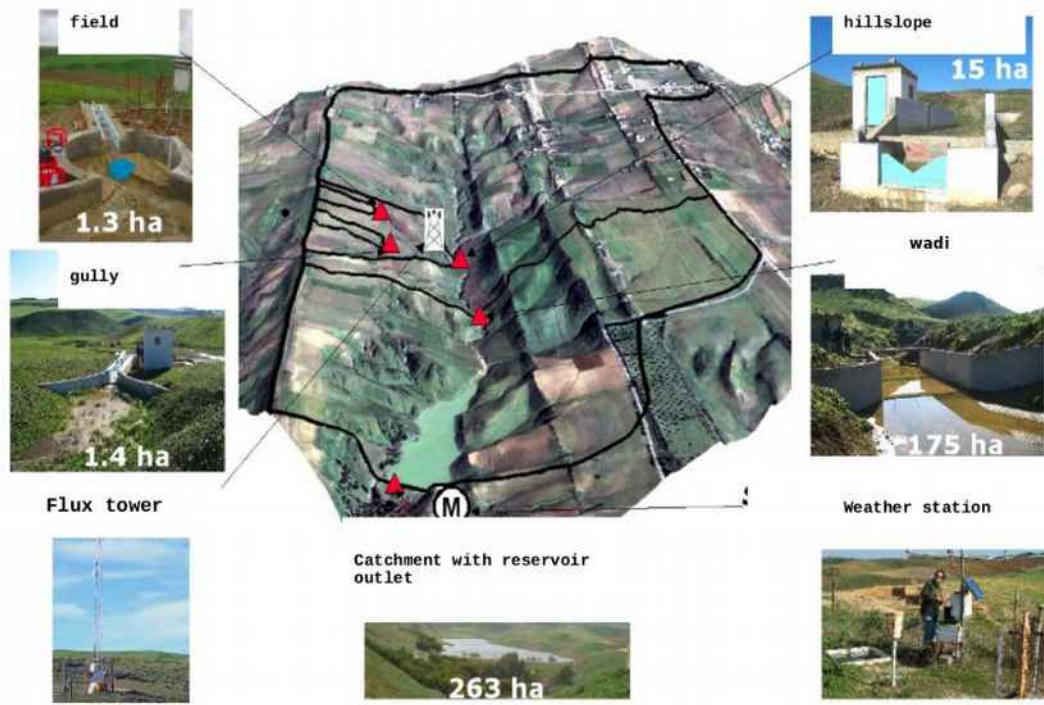 field
hillslope
15 ha
1.3 ha
gully
wadi
1.4 ha
175 ha
M
Flux tower
Weather station
Catchment with reservoir
outlet
263 ha